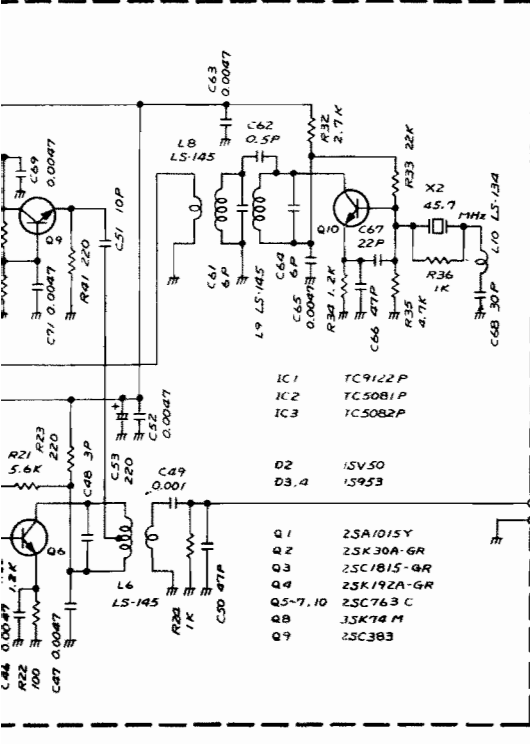 C63
0.0047
C69
0.0047
L8
LS-145
C62
0.5P
R32
2.7K
R33 22K
X2
45.7
MHz
L10 LS-134
Q9
R41 220
C51 10P
C71 0.0047
C61
6P
L9 LS-145
C64
6P
C65
0.0047
Q10
C67
22P
R34 1.2K
C66 47P
R35
4.7K
R36
1K
C68 30P
IC1 TC9122P
IC2 TC5081P
IC3 TC5082P
C52
0.0047
C53
220
R23
220
R21
5.6K
C48 3P
C49
0.001
D2 1SV50
D3,4 1S953
Q6
L6
LS-145
1.2K
C46 0.0047
R22
100
C47 0.0047
R24
1K
C50 47P
Q1 2SA1015Y
Q2 2SK30A-GR
Q3 2SC1815-GR
Q4 2SK192A-GR
Q5-7,10 2SC763 C
Q8 3SK74 M
Q9 2SC383